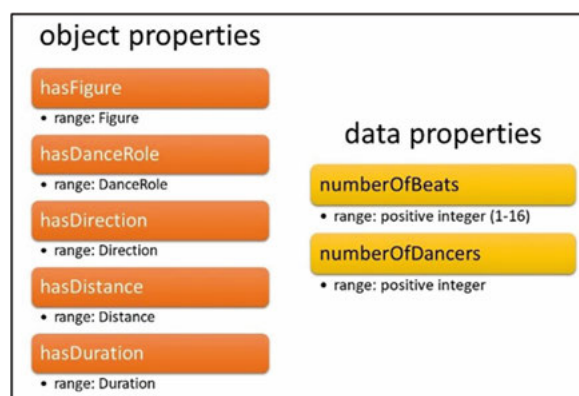 object properties
hasFigure
• range: Figure
hasDanceRole
• range: DanceRole
hasDirection
• range: Direction
hasDistance
• range: Distance
hasDuration
• range: Duration
data properties
numberOfBeats
• range: positive integer (1-16)
numberOfDancers
• range: positive integer